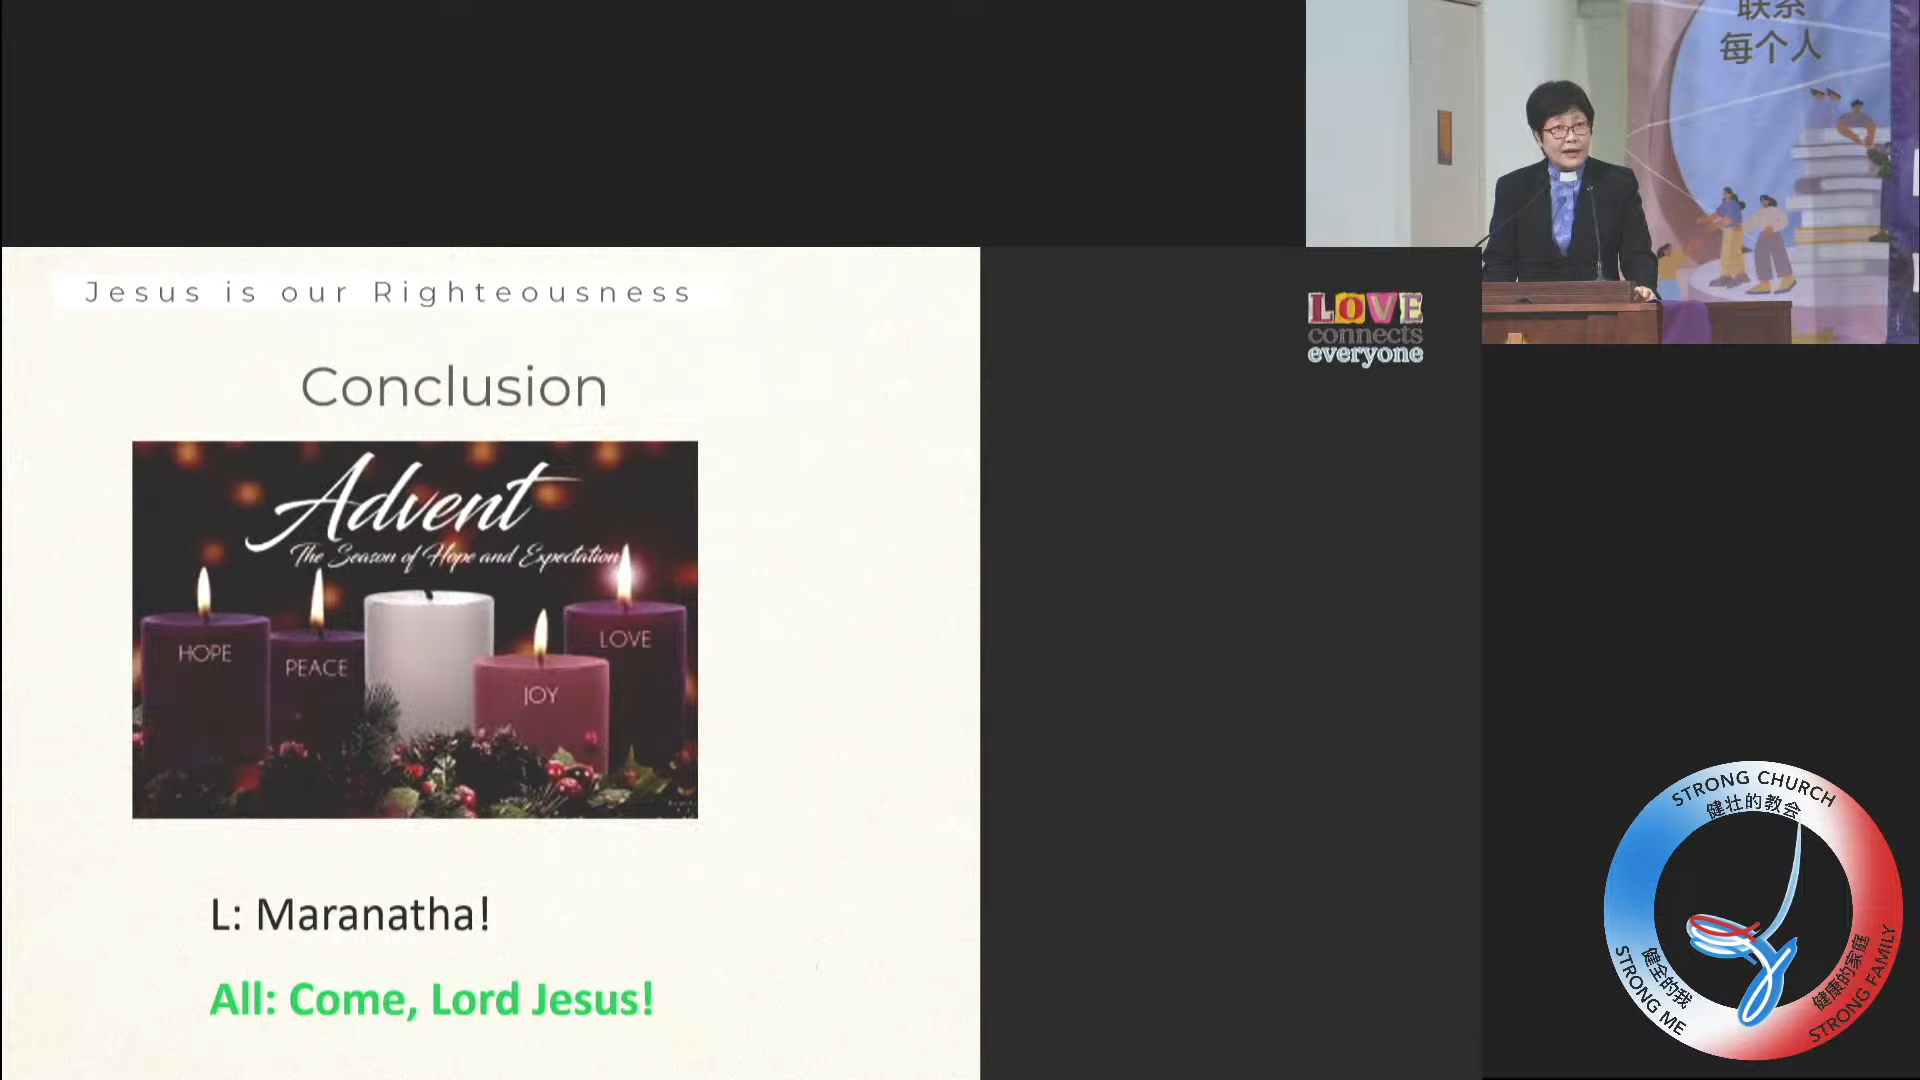 联系
每个人
Jesus is our Righteousness
LOVE
connects
everyone
Conclusion
Advent
The Season of Hope and Expectation
HOPE
PEACE
JOY
LOVE
L: Maranatha!
All: Come, Lord Jesus!
STRONG CHURCH
健壮的教会
健全的我
STRONG ME
健康的家庭
STRONG FAMILY